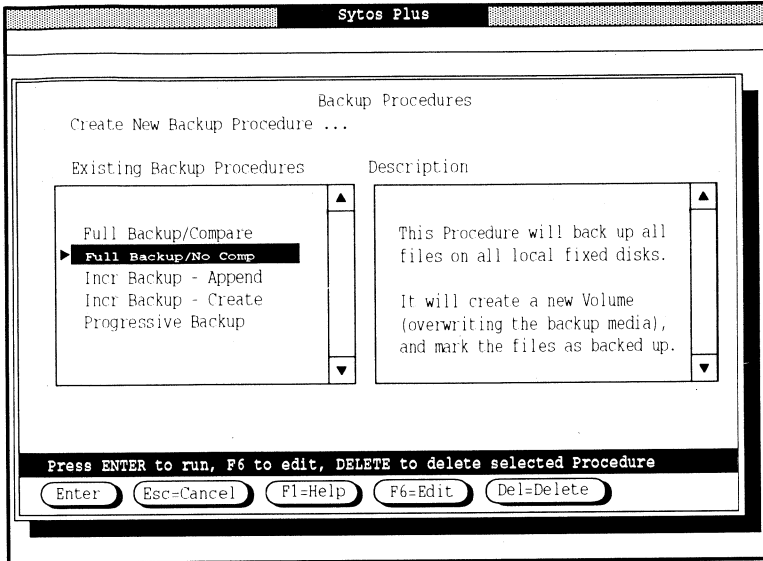 Sytos Plus
Backup Procedures
Create New Backup Procedure ...
Existing Backup Procedures
Full Backup/Compare
Full Backup/No Comp
Incr Backup - Append
Incr Backup - Create
Progressive Backup
Description
This Procedure will back up all
files on all local fixed disks.
It will create a new Volume
(overwriting the backup media),
and mark the files as backed up.
Press ENTER to run, F6 to edit, DELETE to delete selected Procedure
Enter
Esc=Cancel
F1=Help
F6=Edit
Del=Delete